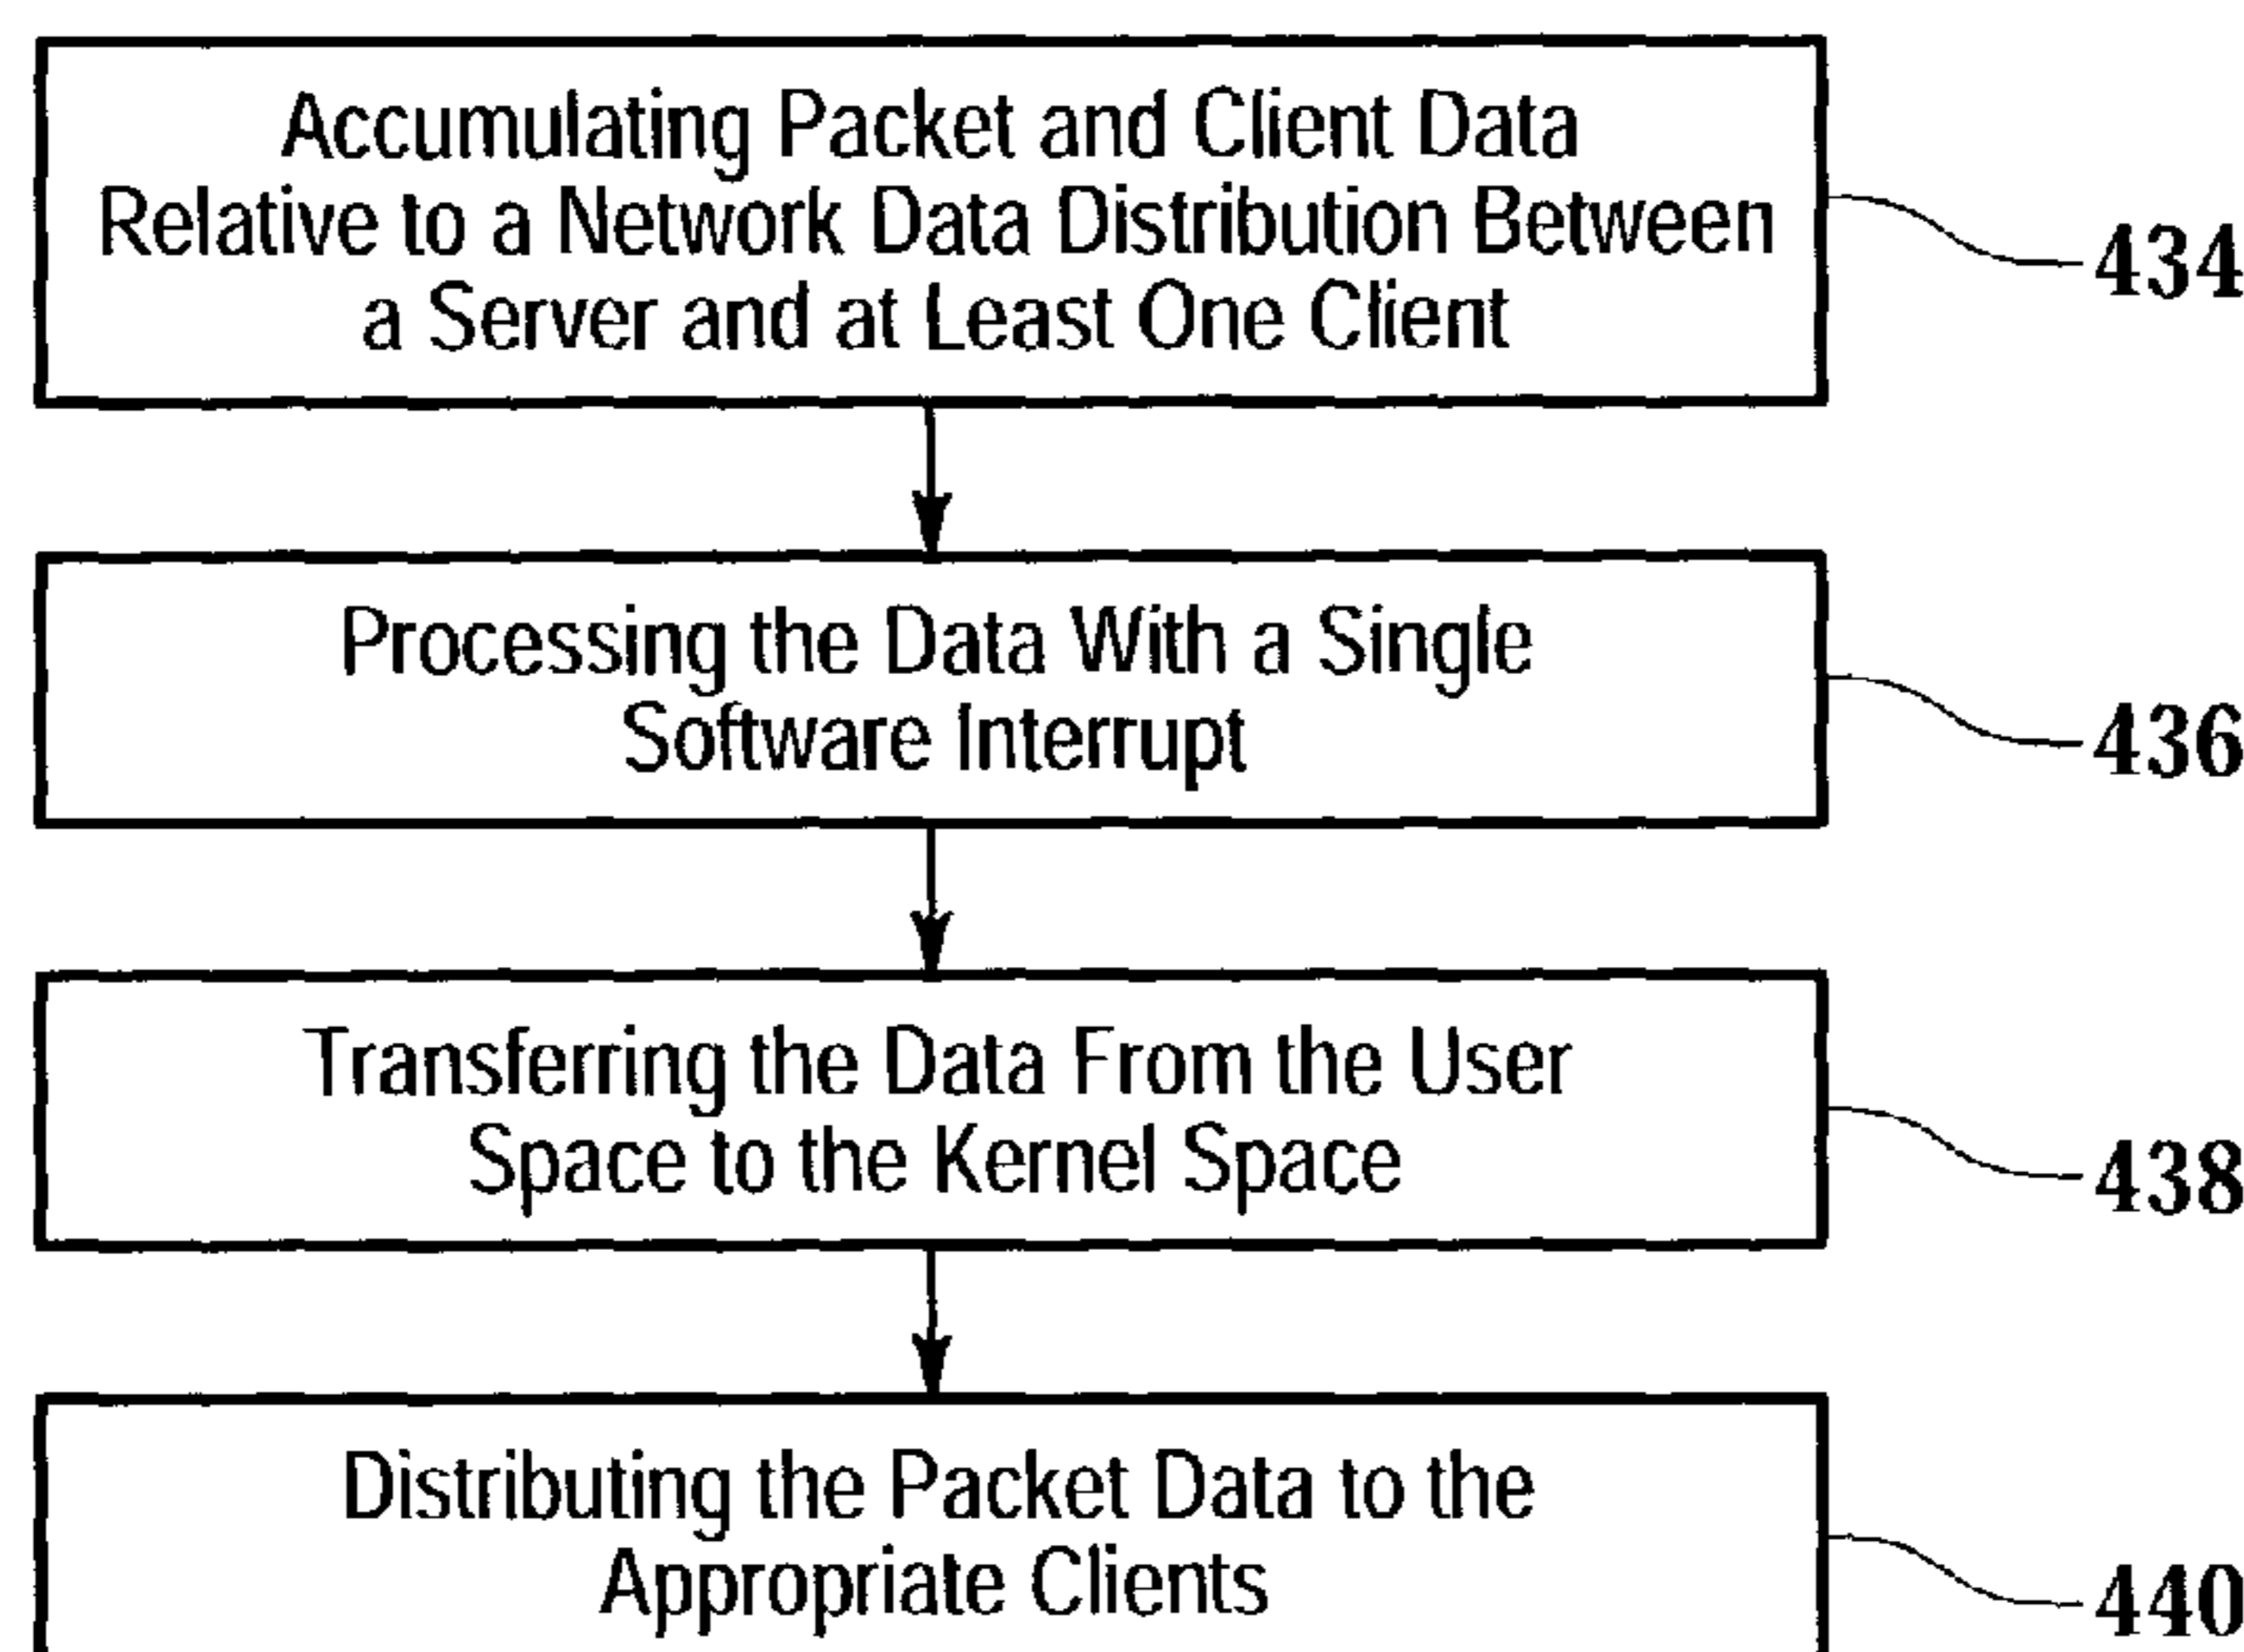 Accumulating Packet and Client Data
Relative to a Network Data Distribution Between
a Server and at Least One Client
434
Processing the Data With a Single
Software Interrupt
436
Transferring the Data From the User
Space to the Kernel Space
438
Distributing the Packet Data to the
Appropriate Clients
440